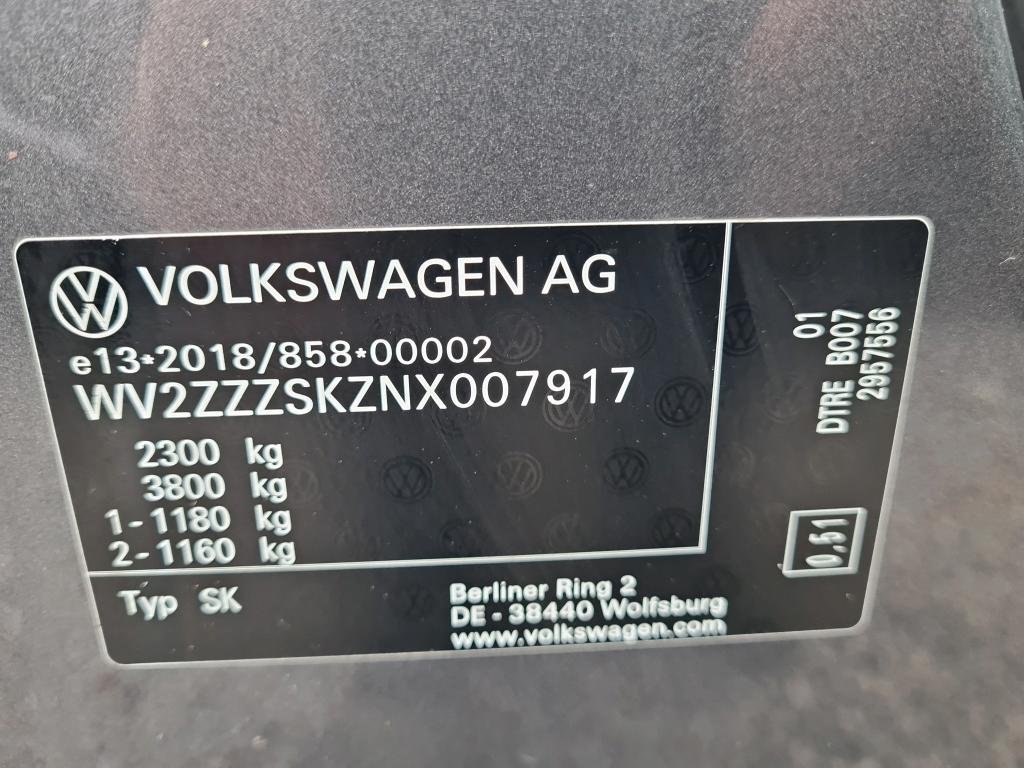 VOLKSWAGEN AG
e13*2018/858*00002
WV2ZZZSKZNX007917
2300 kg
3800 kg
1-1180 kg
2-1160 kg
Typ SK
Berliner Ring 2
DE - 38440 Wolfsburg
www.volkswagen.com
01
DTRE B007
2957556
0,51